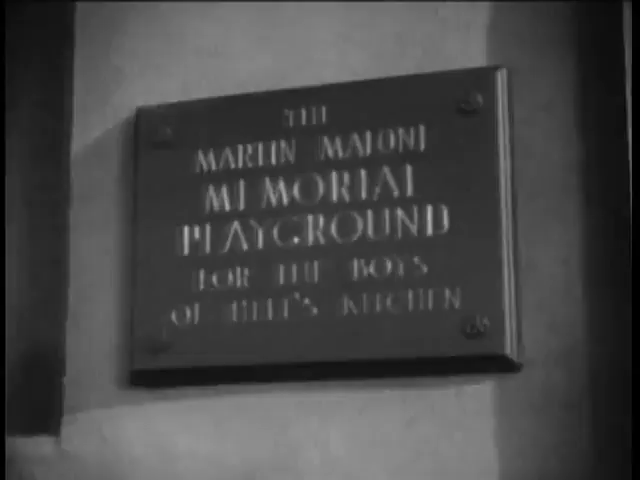 THE
MARTIN MALONE
MEMORIAL
PLAYGROUND
FOR THE BOYS
OF HELL'S KITCHEN